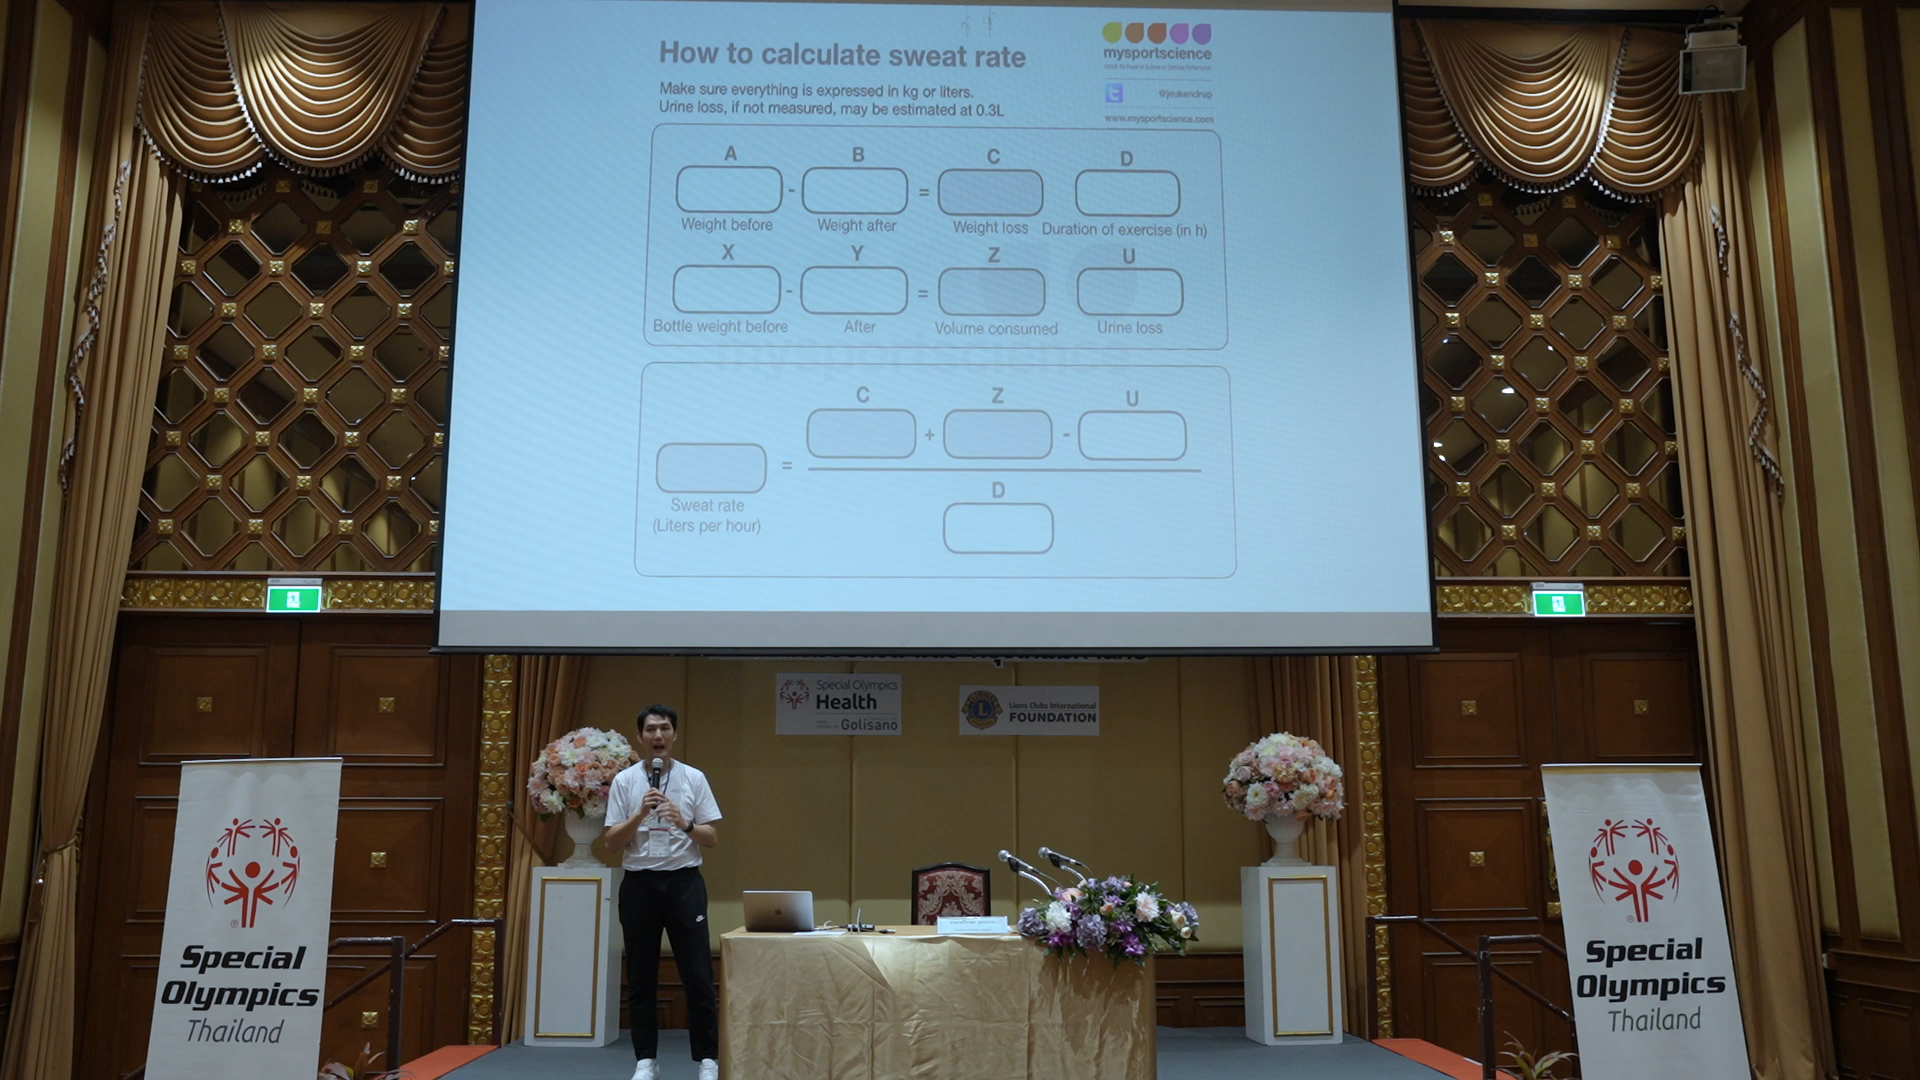 How to calculate sweat rate
mysportscience
Make sure everything is expressed in kg or liters.
Urine loss, if not measured, may be estimated at 0.3L
@jeukendrup
www.mysportscience.com
A B C D
- =
Weight before Weight after Weight loss Duration of exercise (in h)
X Y Z U
- =
Bottle weight before After Volume consumed Urine loss
mysportscience
C Z U
= + -
D
Sweat rate
(Liters per hour)
Special Olympics
Health
Golisano
Lions Clubs International
FOUNDATION
Special
Olympics
Thailand
Special
Olympics
Thailand